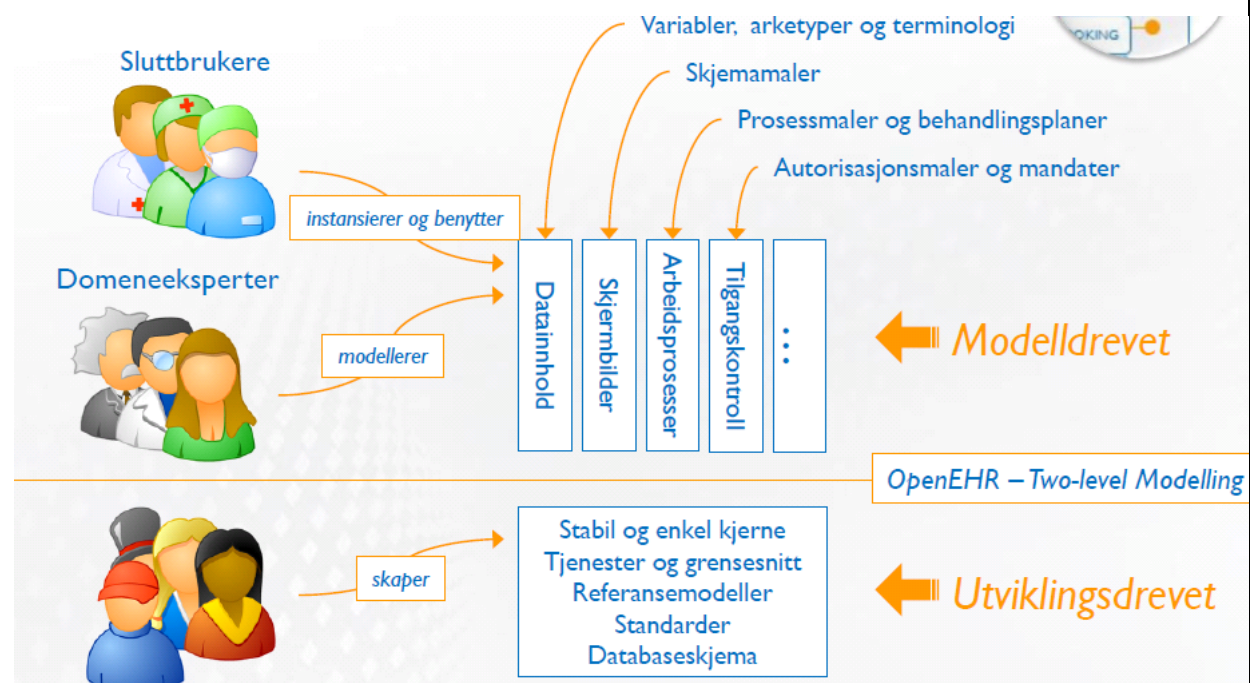 Variabler, arketyper og terminologi
OKING
Sluttbrukere
Skjemamaler
Prosessmaler og behandlingsplaner
Autorisasjonsmaler og mandater
instansierer og benytter
Domeneeksperter
modellerer
Datainnhold
Skjermbilder
Arbeidsprosesser
Tilgangskontroll
...
Modelldrevet
OpenEHR – Two-level Modelling
skaper
Stabil og enkel kjerne
Tjenester og grensesnitt
Referansemodeller
Standarder
Databaseskjema
Utviklingsdrevet